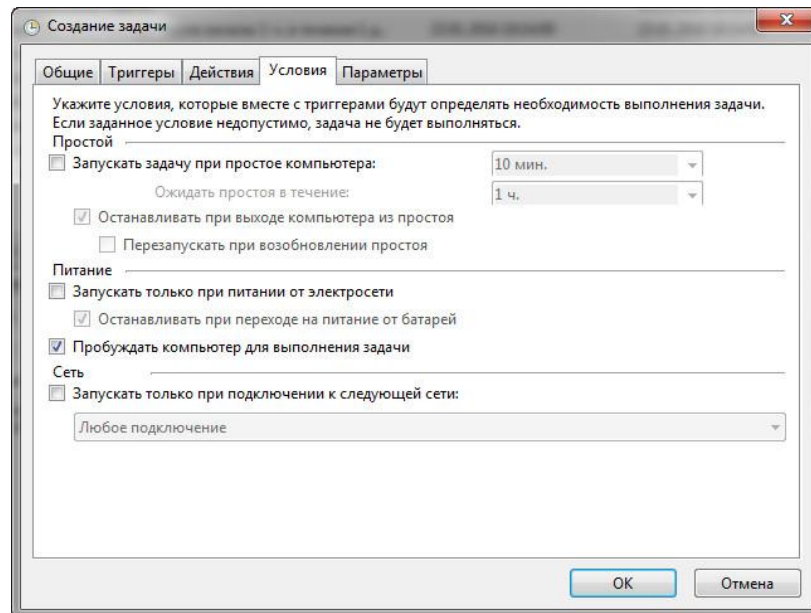 Создание задачи
Общие Триггеры Действия Условия Параметры
Укажите условия, которые вместе с триггерами будут определять необходимость выполнения задачи.
Если заданное условие недопустимо, задача не будет выполняться.
Простой
Запускать задачу при простое компьютера: 10 мин.
Ожидать простоя в течение: 1 ч.
Останавливать при выходе компьютера из простоя
Перезапускать при возобновлении простоя
Питание
Запускать только при питании от электросети
Останавливать при переходе на питание от батарей
Пробуждать компьютер для выполнения задачи
Сеть
Запускать только при подключении к следующей сети:
Любое подключение
ОК Отмена